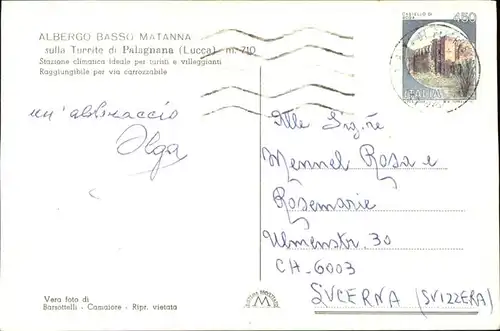 ALBERGO BASSO MATANNA
sulla Turrite di Palagnana (Lucca) m. 710
Stazione climatica ideale per turisti e villeggianti
Raggiungibile per via carrozzabile
CASTELLO DI
450
ITALIA
un' abbraccio
Olga
Alle Sig.re
Mennel Rosa e
Rosemarie
Ulmenstr. 30
CH-6003
LUCERNA (SVIZZERA)
Vera foto di
Barsottelli - Camaiore - Ripr. vietata
M